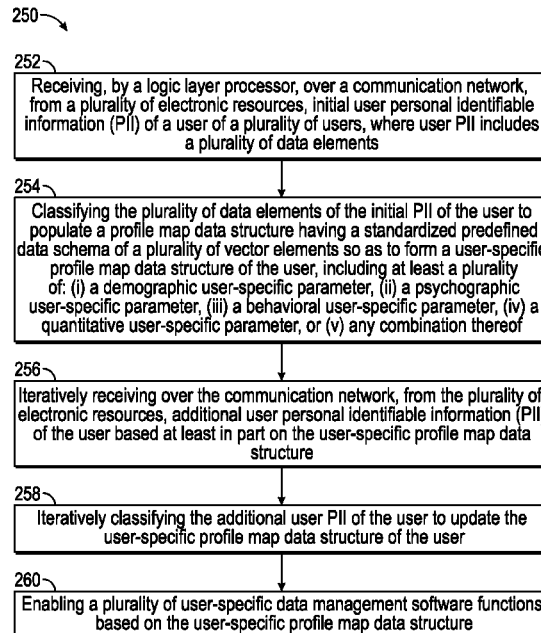 250
252
Receiving, by a logic layer processor, over a communication network,
from a plurality of electronic resources, initial user personal identifiable
information (PII) of a user of a plurality of users, where user PII includes
a plurality of data elements
254
Classifying the plurality of data elements of the initial PII of the user to
populate a profile map data structure having a standardized predefined
data schema of a plurality of vector elements so as to form a user-specific
profile map data structure of the user, including at least a plurality
of: (i) a demographic user-specific parameter, (ii) a psychographic
user-specific parameter, (iii) a behavioral user-specific parameter, (iv) a
quantitative user-specific parameter, or (v) any combination thereof
256
Iteratively receiving over the communication network, from the plurality of
electronic resources, additional user personal identifiable information (PII
of the user based at least in part on the user-specific profile map data
structure
258
Iteratively classifying the additional user PII of the user to update the
user-specific profile map data structure of the user
260
Enabling a plurality of user-specific data management software functions
based on the user-specific profile map data structure